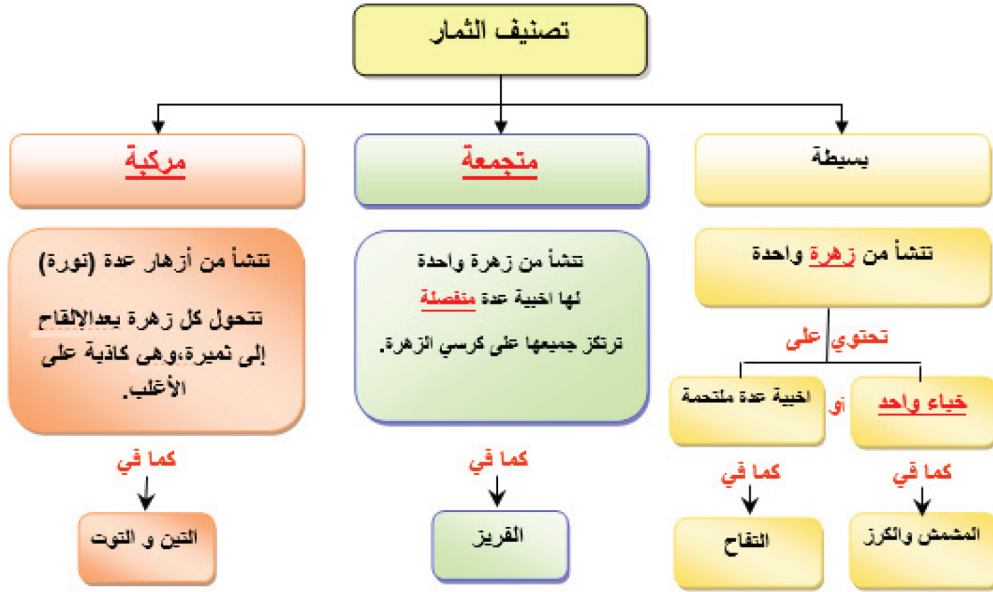 تصنيف الثمار
بسيطة
متجمعة
مركبة
تنشأ من زهرة واحدة
تحتوي على
خباء واحد
أو
اخبية عدة ملتحمة
كما في
كما في
المشمش والكرز
التفاح
تنشأ من زهرة واحدة
لها اخبية عدة منفصلة
ترتكز جميعها على كرسي الزهرة.
كما في
الفريز
تنشأ من أزهار عدة (نورة)
تتحول كل زهرة بعدالإلقاح
إلى ثميرة،وهى كاذبة على
الأغلب.
كما في
التين و التوت